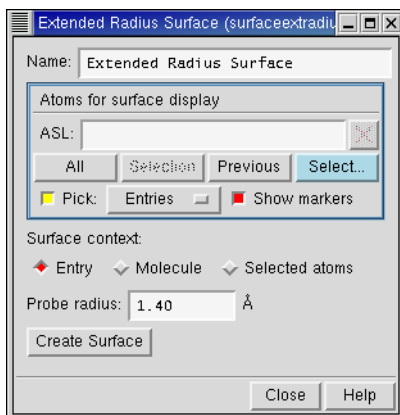 Extended Radius Surface (surfaceextradiu
Name: Extended Radius Surface
Atoms for surface display
ASL:
All Selection Previous Select...
Pick: Entries Show markers
Surface context:
Entry Molecule Selected atoms
Probe radius: 1.40 Å
Create Surface
Close Help